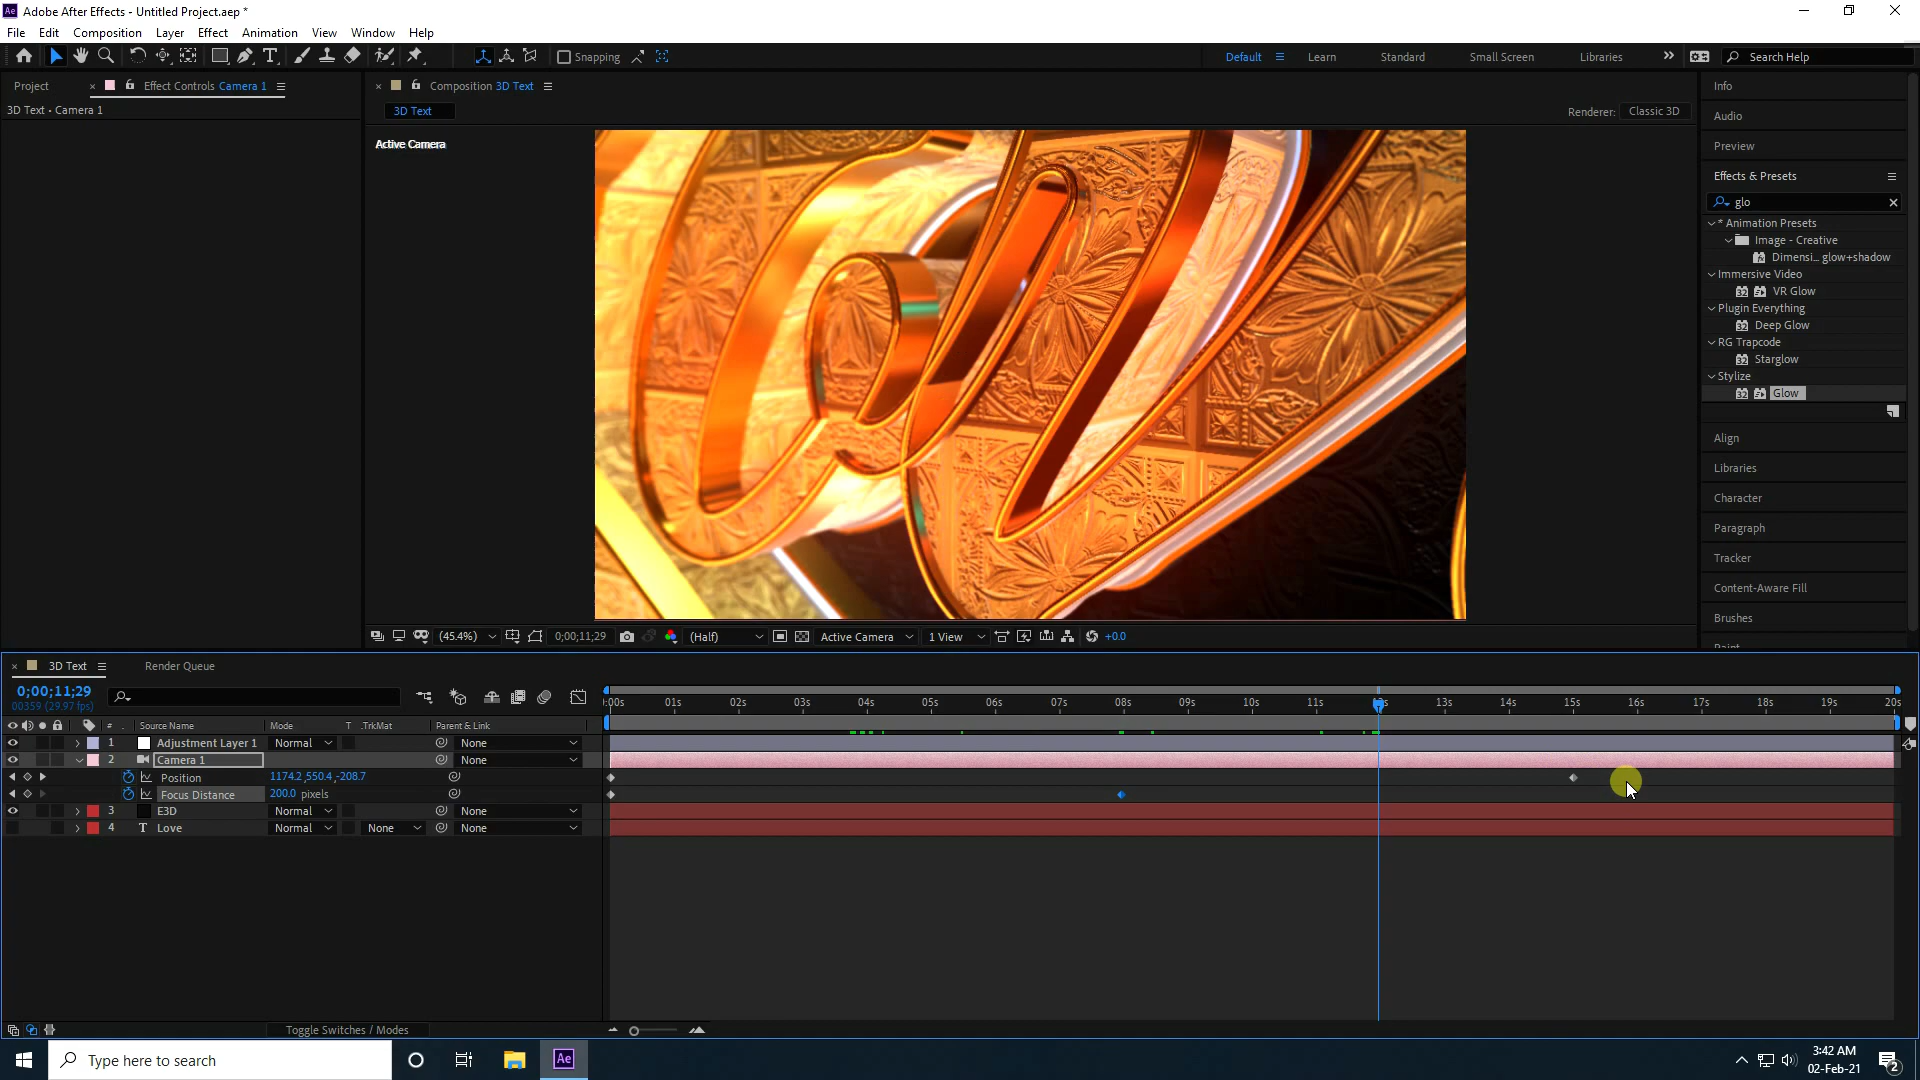 Adobe After Effects - Untitled Project.aep *
File Edit Composition Layer Effect Animation View Window Help
Snapping Default Learn Standard Small Screen Libraries Search Help
Project Effect Controls Camera 1
3D Text • Camera 1
Composition 3D Text
3D Text
Renderer: Classic 3D
Active Camera
Info
Audio
Preview
Effects & Presets
glo
* Animation Presets
Image - Creative
Dimensi... glow+shadow
Immersive Video
VR Glow
Plugin Everything
Deep Glow
RG Trapcode
Starglow
Stylize
Glow
Align
Libraries
Character
Paragraph
Tracker
Content-Aware Fill
Brushes
(45.4%) 0;00;11;29 (Half) Active Camera 1 View +0.0
3D Text Render Queue
0;00;11;29
00359 (29.97 fps)
:00s 01s 02s 03s 04s 05s 06s 07s 08s 09s 10s 11s 13s 14s 15s 16s 17s 18s 19s 20s
# Source Name Mode T .TrkMat Parent & Link
1 Adjustment Layer 1 Normal None
2 Camera 1 None
Position 1174.2,550.4,-208.7
Focus Distance 200.0 pixels
3 E3D Normal None
4 T Love Normal None None
Toggle Switches / Modes
Type here to search
3:42 AM
02-Feb-21
2